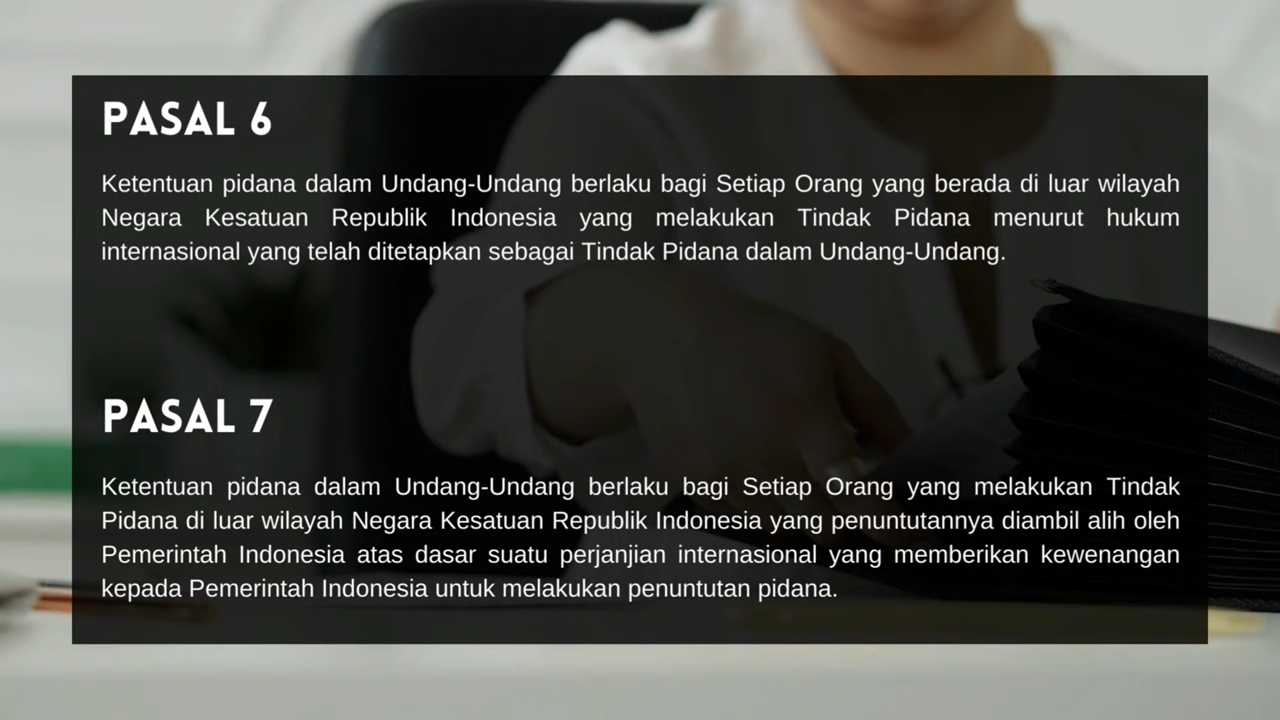 PASAL 6
Ketentuan pidana dalam Undang-Undang berlaku bagi Setiap Orang yang berada di luar wilayah
Negara Kesatuan Republik Indonesia yang melakukan Tindak Pidana menurut hukum
internasional yang telah ditetapkan sebagai Tindak Pidana dalam Undang-Undang.
PASAL 7
Ketentuan pidana dalam Undang-Undang berlaku bagi Setiap Orang yang melakukan Tindak
Pidana di luar wilayah Negara Kesatuan Republik Indonesia yang penuntutannya diambil alih oleh
Pemerintah Indonesia atas dasar suatu perjanjian internasional yang memberikan kewenangan
kepada Pemerintah Indonesia untuk melakukan penuntutan pidana.